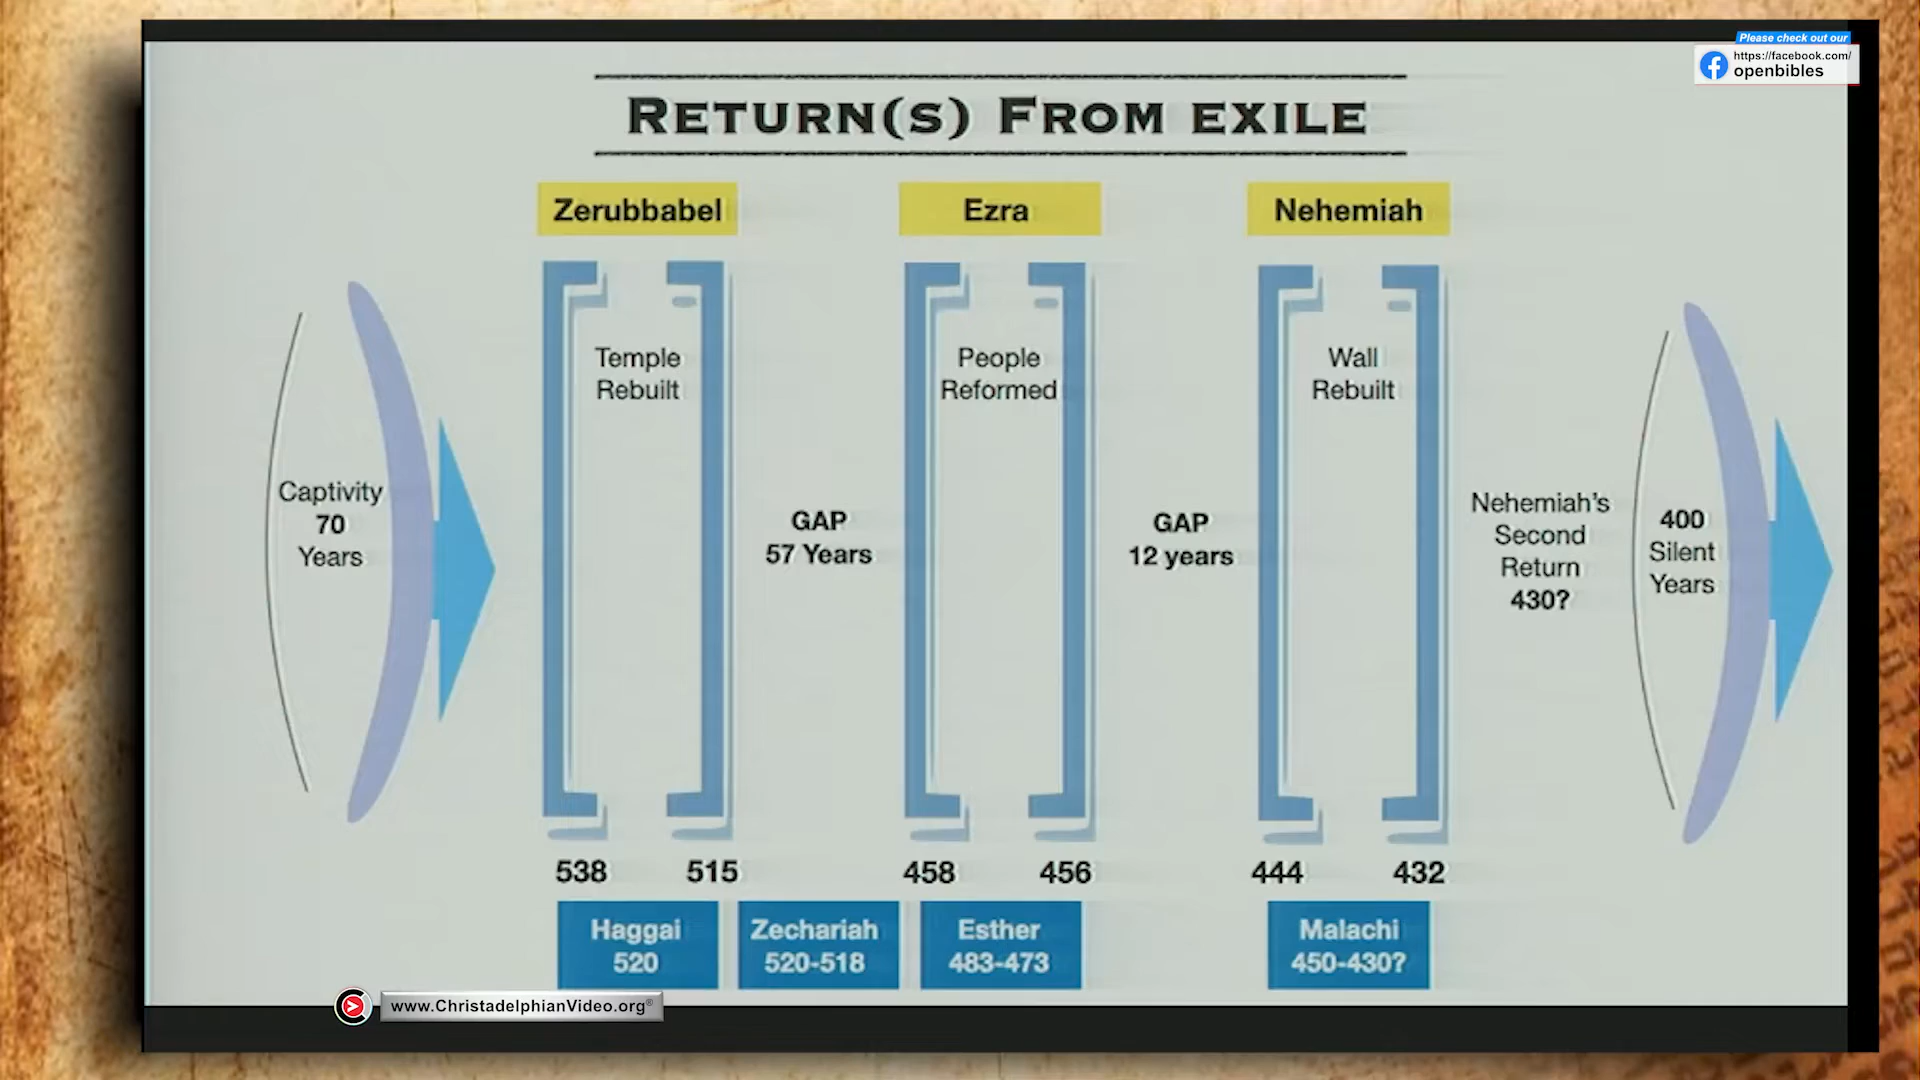 Please check out our
https://facebook.com/
openbibles
RETURN(S) FROM EXILE
Zerubbabel
Ezra
Nehemiah
Temple
Rebuilt
People
Reformed
Wall
Rebuilt
Captivity
70
Years
GAP
57 Years
GAP
12 years
Nehemiah's
Second
Return
430?
400
Silent
Years
538
515
458
456
444
432
Haggai
520
Zechariah
520-518
Esther
483-473
Malachi
450-430?
www.ChristadelphianVideo.org®